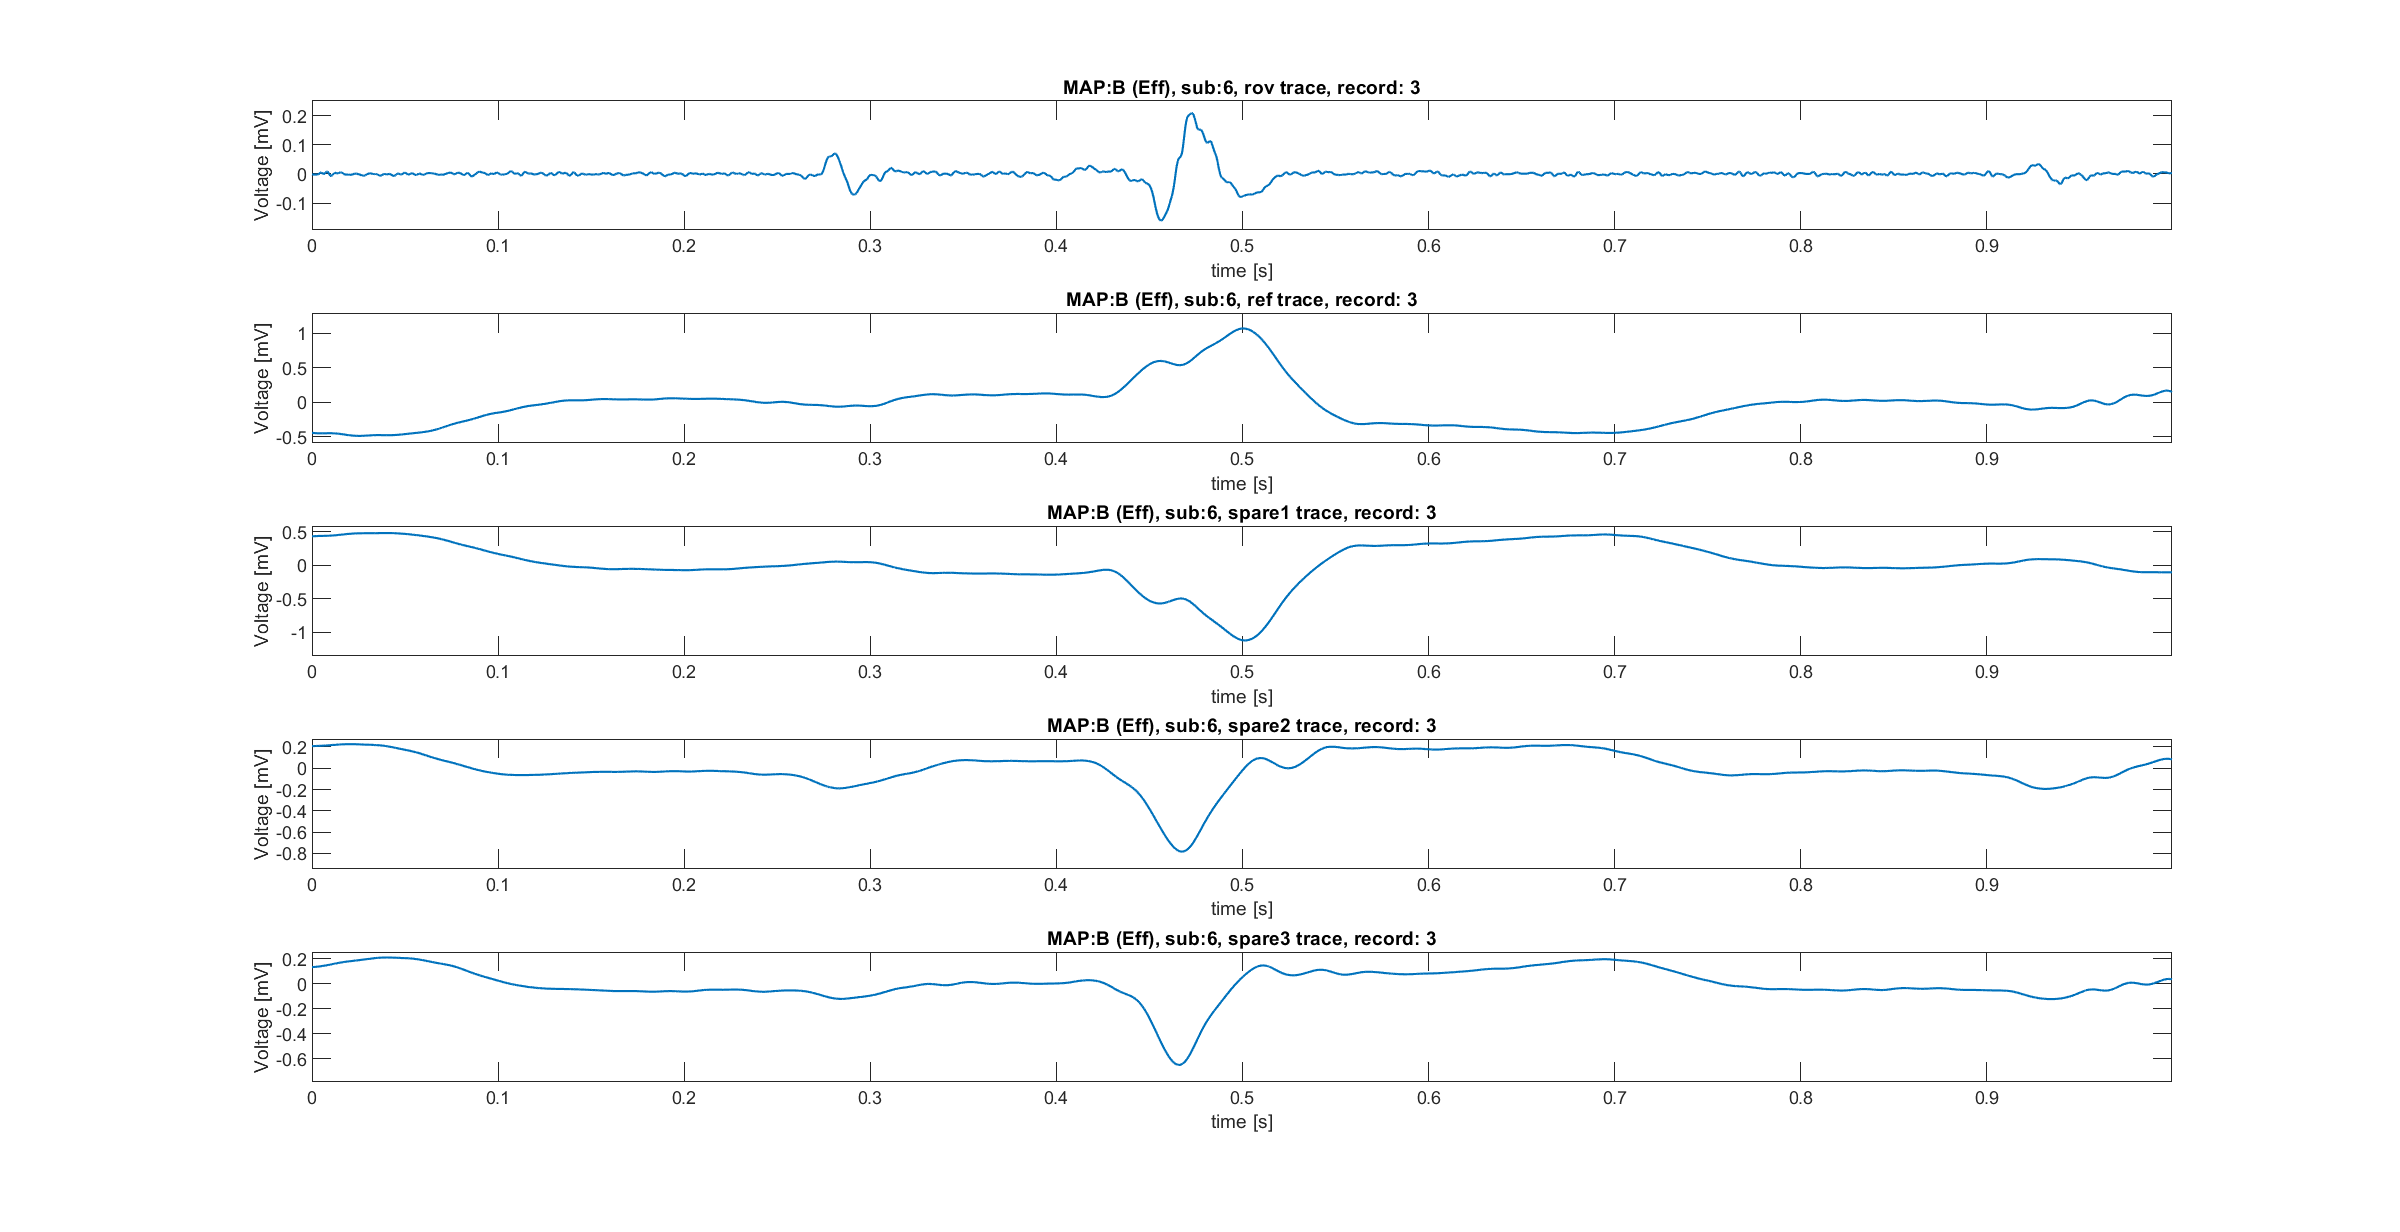 MAP:B (Eff), sub:6, rov trace, record: 3
Voltage [mV]
0.2
0.1
0
-0.1
0 0.1 0.2 0.3 0.4 0.5 0.6 0.7 0.8 0.9
time [s]
MAP:B (Eff), sub:6, ref trace, record: 3
Voltage [mV]
1
0.5
0
-0.5
0 0.1 0.2 0.3 0.4 0.5 0.6 0.7 0.8 0.9
time [s]
MAP:B (Eff), sub:6, spare1 trace, record: 3
Voltage [mV]
0.5
0
-0.5
-1
0 0.1 0.2 0.3 0.4 0.5 0.6 0.7 0.8 0.9
time [s]
MAP:B (Eff), sub:6, spare2 trace, record: 3
Voltage [mV]
0.2
0
-0.2
-0.4
-0.6
-0.8
0 0.1 0.2 0.3 0.4 0.5 0.6 0.7 0.8 0.9
time [s]
MAP:B (Eff), sub:6, spare3 trace, record: 3
Voltage [mV]
0.2
0
-0.2
-0.4
-0.6
0 0.1 0.2 0.3 0.4 0.5 0.6 0.7 0.8 0.9
time [s]